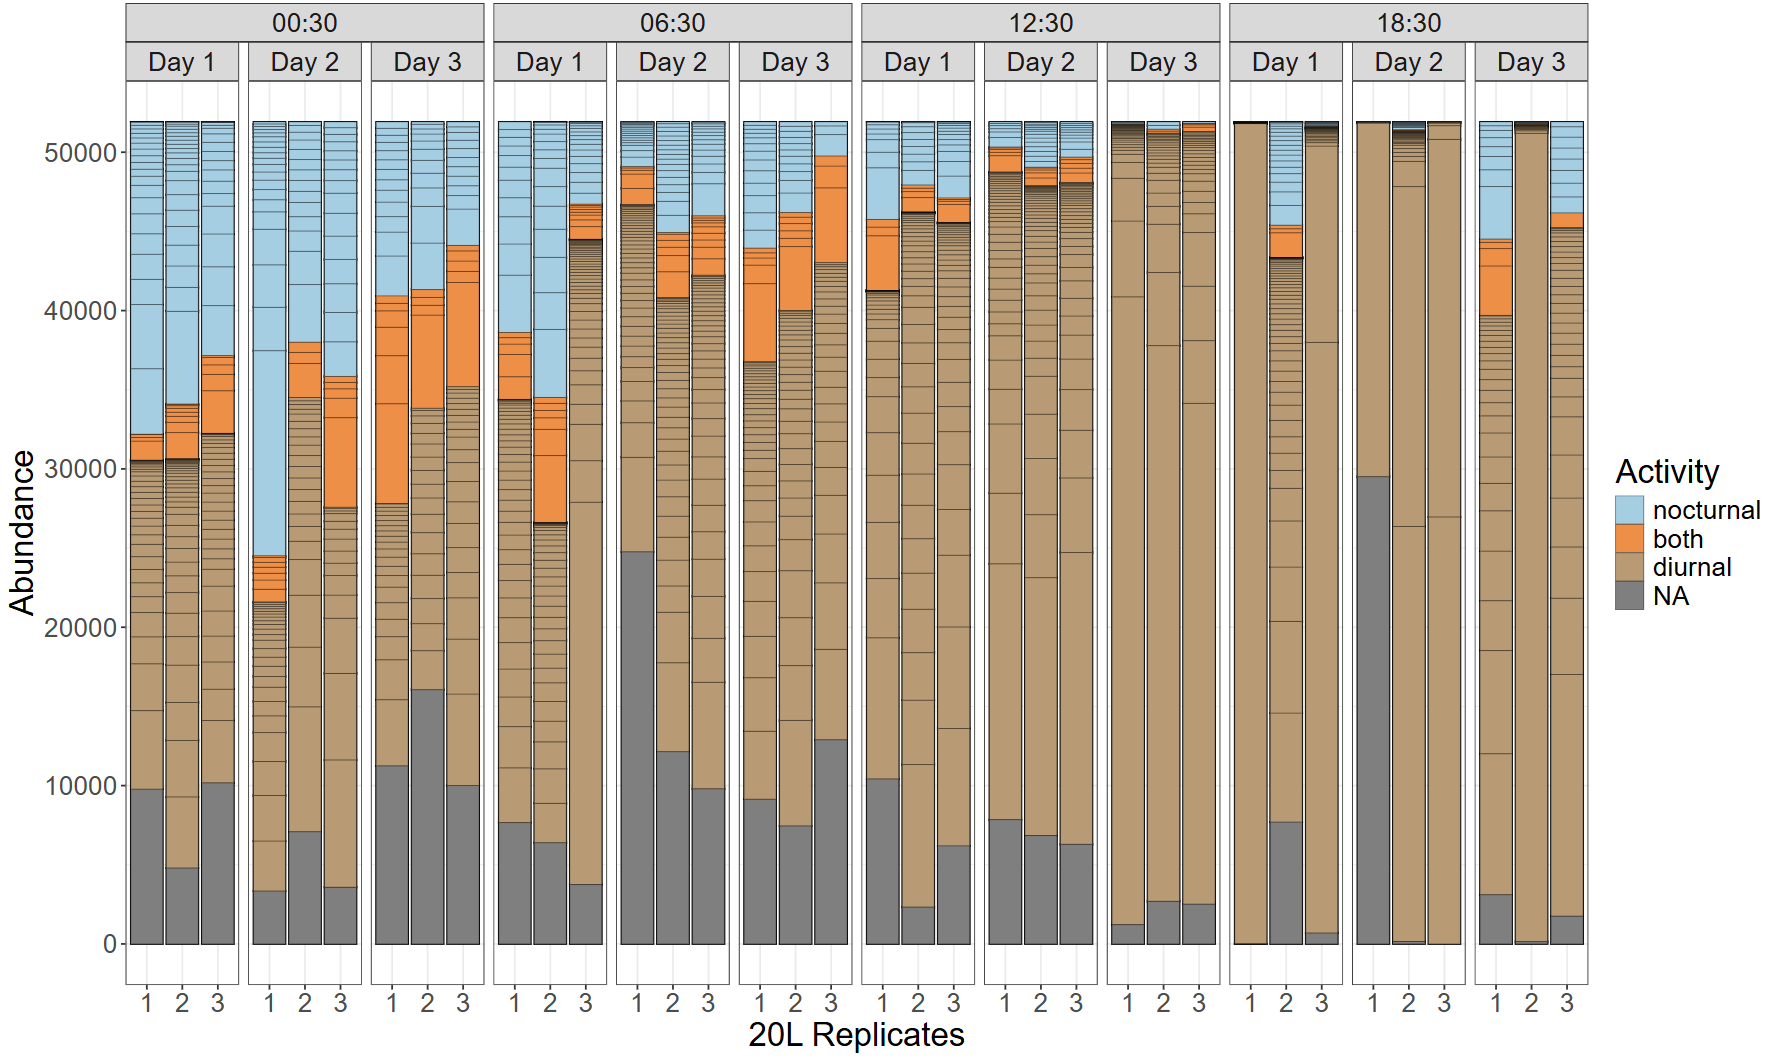 00:30 06:30 12:30 18:30
Day 1 Day 2 Day 3 Day 1 Day 2 Day 3 Day 1 Day 2 Day 3 Day 1 Day 2 Day 3
50000
40000
30000
20000
10000
0
Abundance
1 2 3 1 2 3 1 2 3 1 2 3 1 2 3 1 2 3 1 2 3 1 2 3 1 2 3 1 2 3 1 2 3 1 2 3
20L Replicates
Activity
nocturnal
both
diurnal
NA